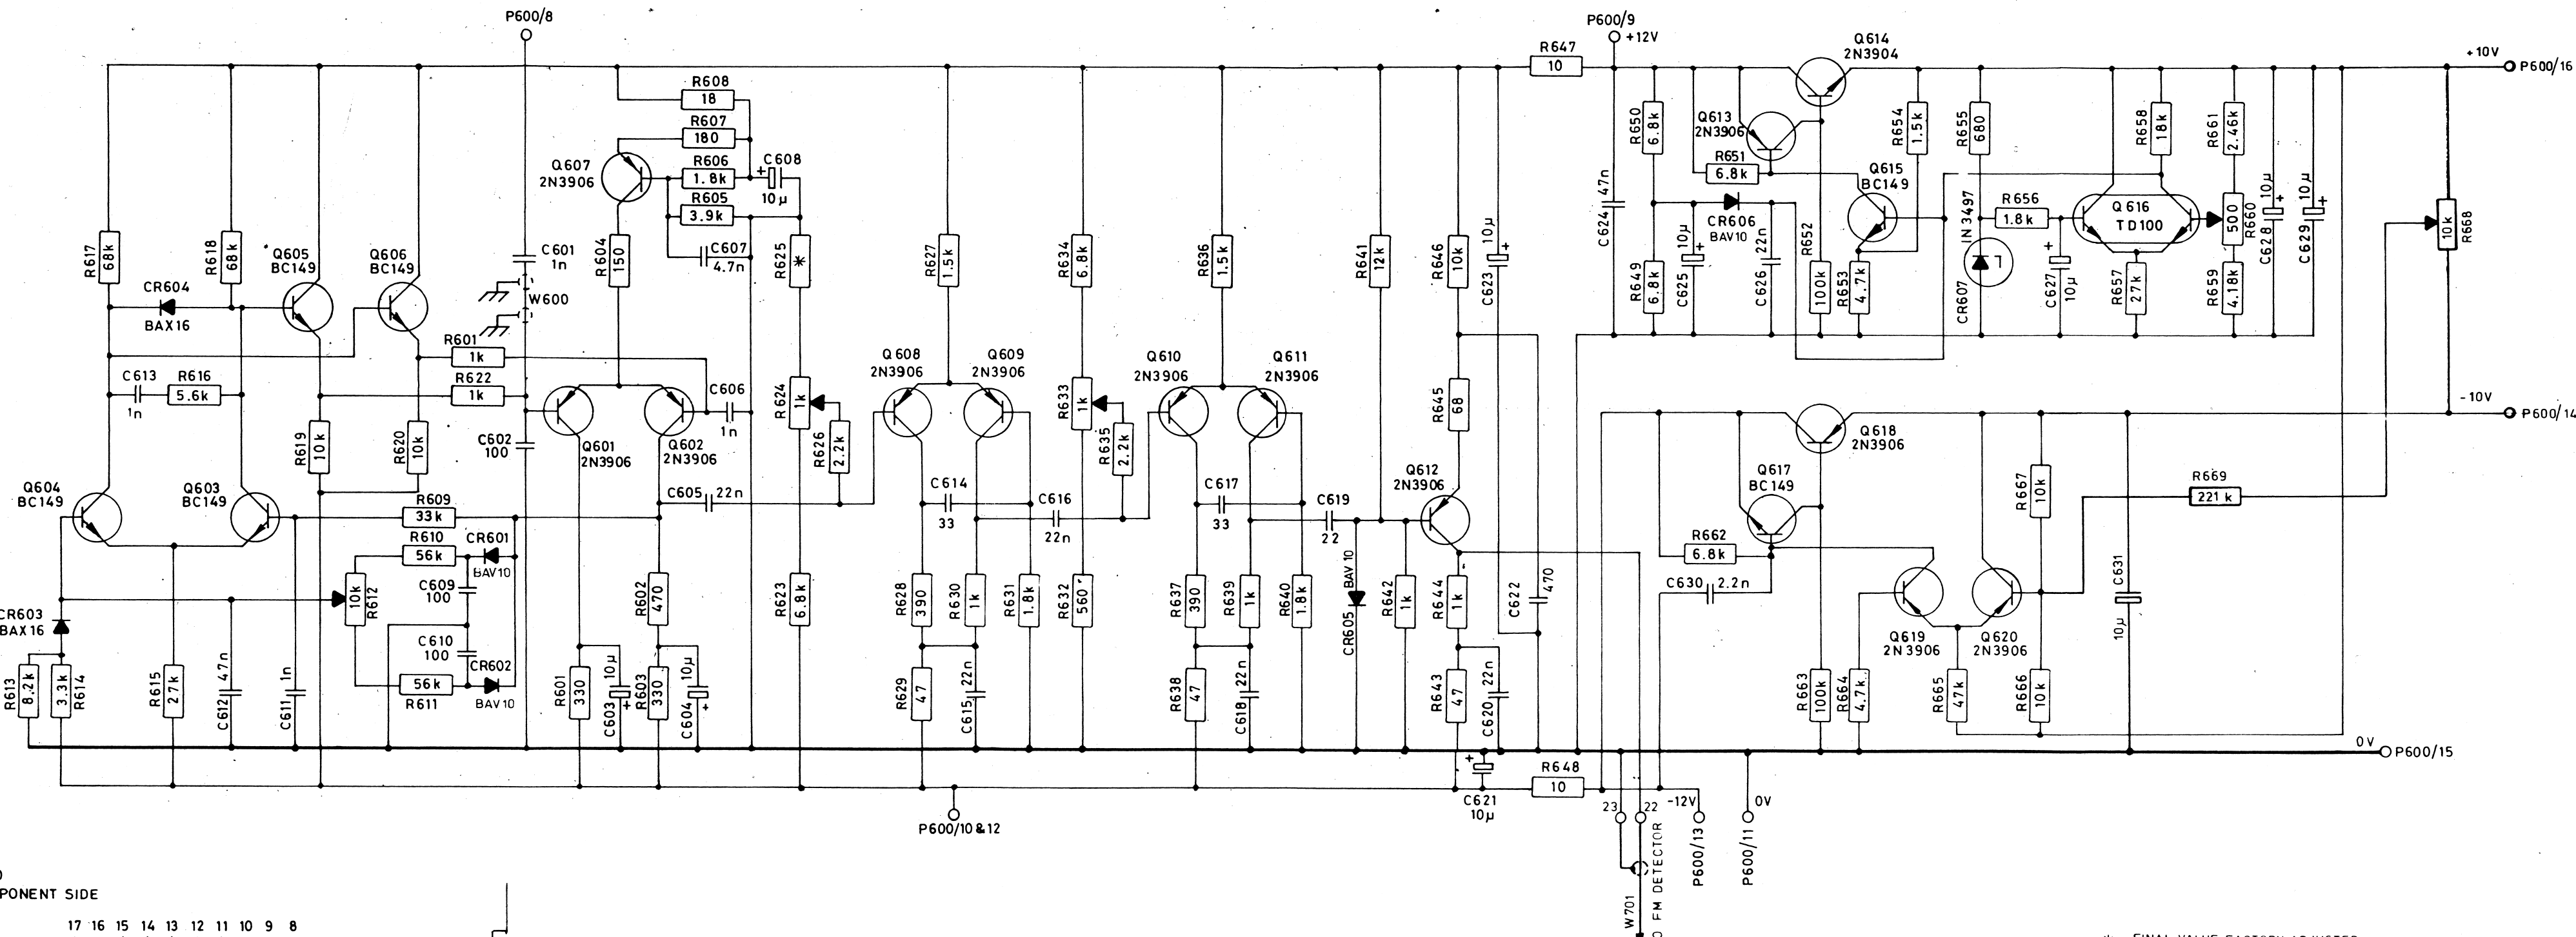 P600/8
P600/9
+12V
R647
10
Q614
2N3904
+10V
P600/16
R608
18
R607
180
Q607
2N3906
R606
1.8k
R605
3.9k
C608
+
10µ
C607
4.7n
R604
150
R617
68k
R618
68k
CR604
BAX16
Q605
BC149
Q606
BC149
C601
1n
W600
R625
*
R627
1.5k
R634
6.8k
R636
1.5k
R641
12k
R646
10k
C623
10µ
+
C624
47n
R650
6.8k
Q613
2N3906
R651
6.8k
CR606
BAV10
R649
6.8k
C625
10µ
C626
22n
R652
100k
Q615
BC149
R653
4.7k
R654
1.5k
R655
680
IN3497
CR607
R656
1.8k
+
C627
10µ
Q616
TD100
R657
27k
R658
18k
R661
2.46k
500
R660
R659
4.18k
C628
10µ
+
C629
10µ
+
10k
R668
C613
1n
R616
5.6k
R601
1k
R622
1k
R619
10k
R620
10k
C602
100
Q601
2N3906
Q602
2N3906
C606
1n
R624
1k
R626
2.2k
Q608
2N3906
Q609
2N3906
R633
1k
R635
2.2k
Q610
2N3906
Q611
2N3906
R645
68
Q612
2N3906
-10V
P600/14
Q618
2N3906
Q617
BC149
R667
10k
R669
221k
R662
6.8k
C630
2.2n
C631
10µ
Q619
2N3906
Q620
2N3906
R663
100k
R664
4.7k
R665
47k
R666
10k
Q604
BC149
Q603
BC149
R609
33k
R610
56k
CR601
BAV10
10k
R612
C609
100
C610
100
CR602
BAV10
56k
R611
CR603
BAX16
R613
8.2k
3.3k
R614
R615
27k
C612
47n
C611
1n
C605
22n
R602
470
R601
330
C603
10µ
+
R603
330
C604
10µ
+
R623
6.8k
C614
33
C616
22n
R628
390
R630
1k
R631
1.8k
R632
560
R629
47
C615
22n
C617
33
C619
22
R637
390
R639
1k
R640
1.8k
R638
47
C618
22n
CR605
BAV10
R642
1k
R644
1k
C622
470
R643
47
C620
22n
0V
P600/15
+
C621
10µ
R648
10
-12V
P600/13
0V
P600/11
23
22
P600/10&12
W701
FM DETECTOR
PONENT SIDE
17 16 15 14 13 12 11 10 9 8